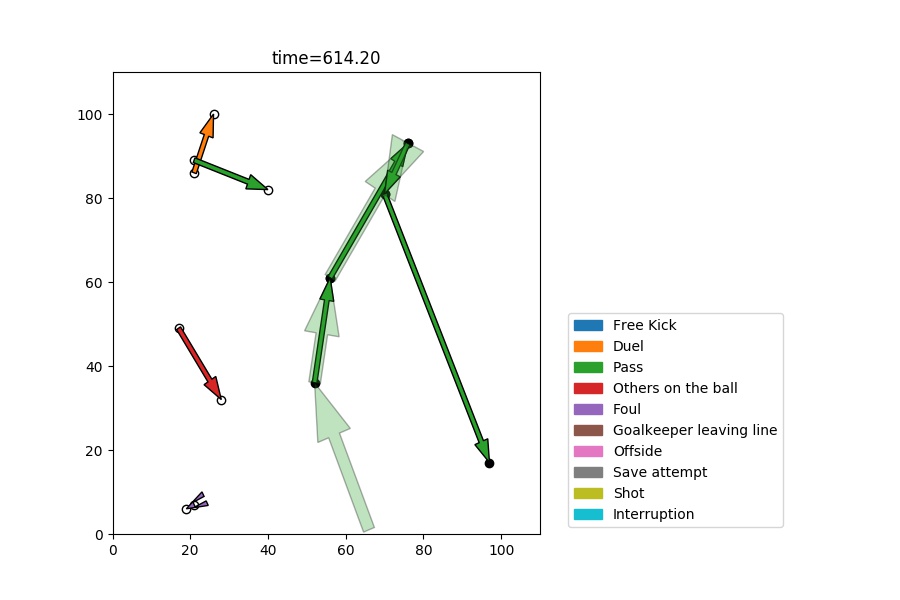 time=614.20
100
80
60
40
20
0
0 20 40 60 80 100
Free Kick
Duel
Pass
Others on the ball
Foul
Goalkeeper leaving line
Offside
Save attempt
Shot
Interruption